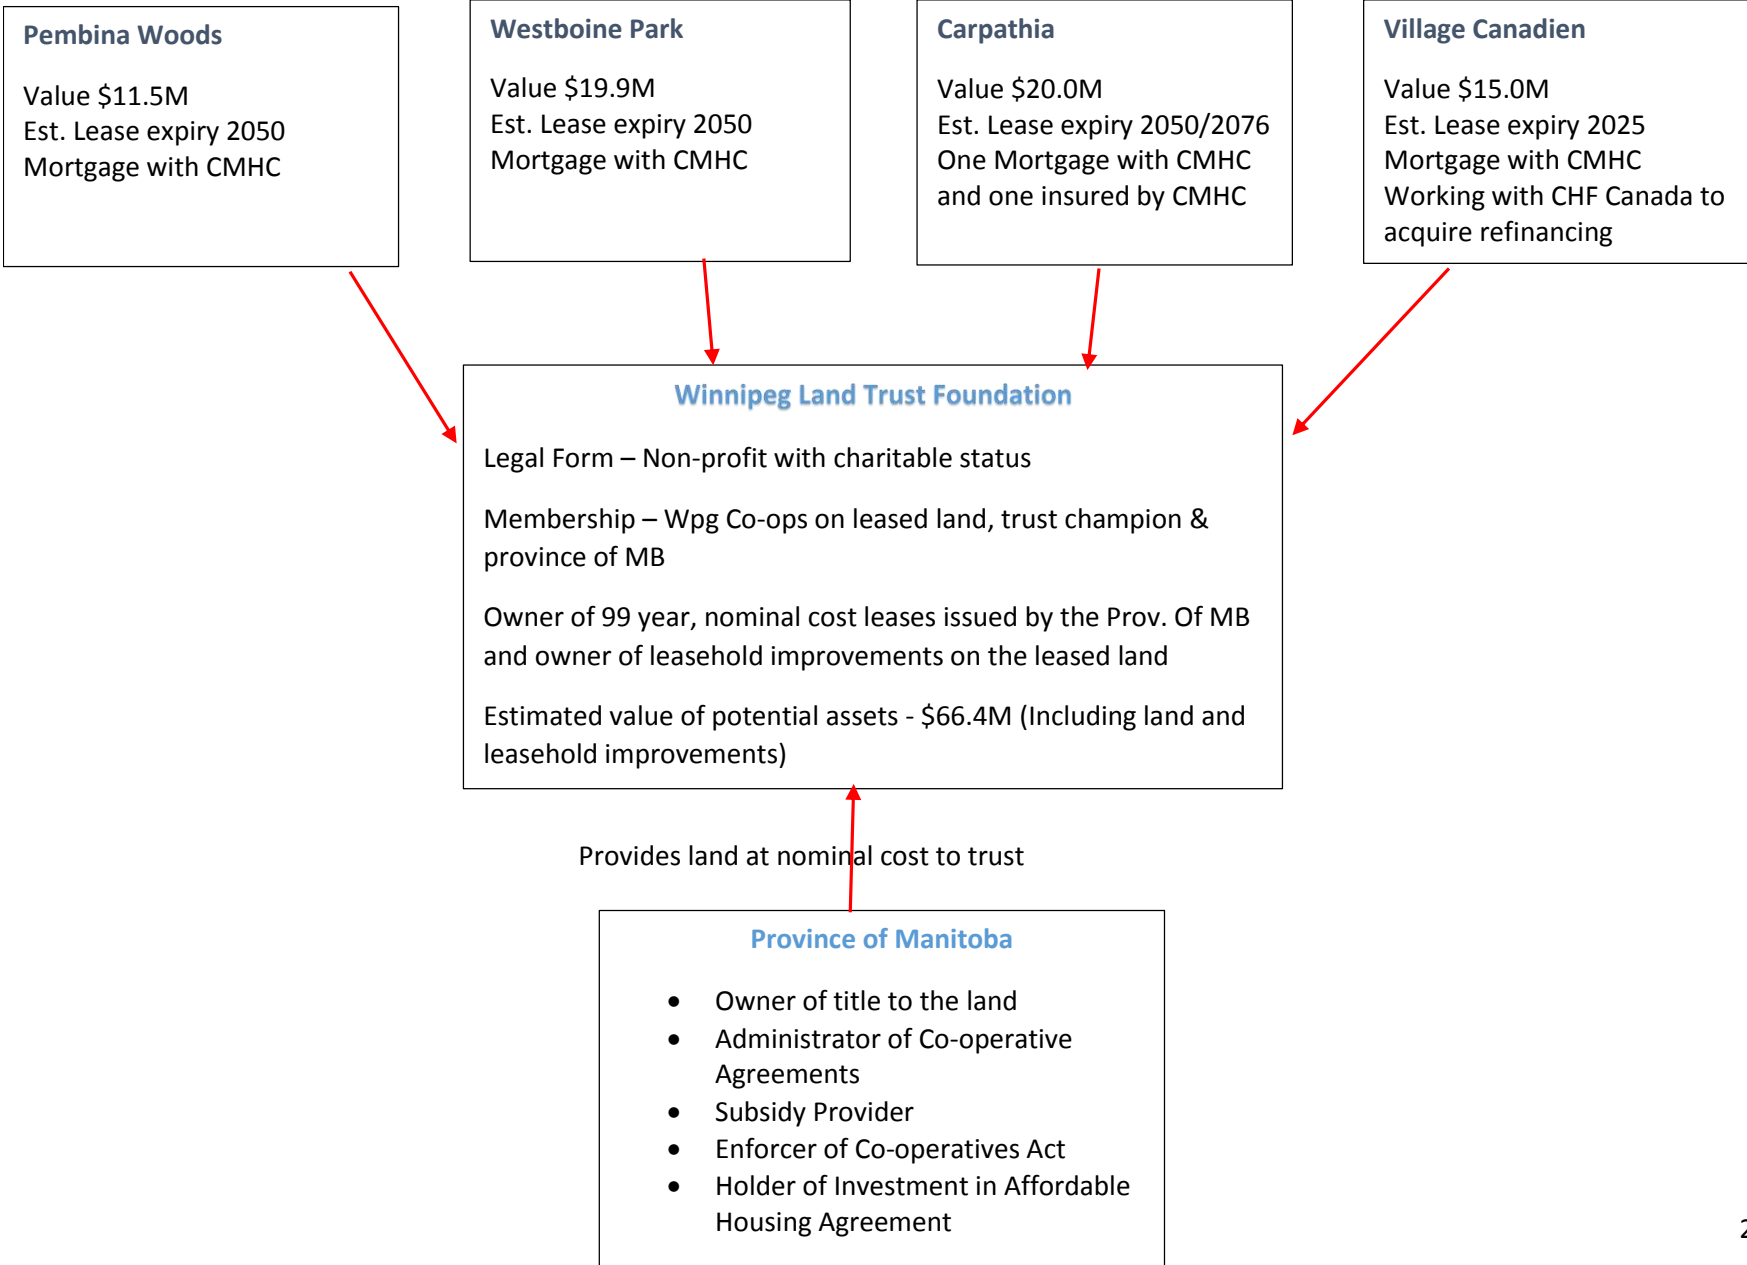 Pembina Woods
Value $11.5M
Est. Lease expiry 2050
Mortgage with CMHC
Westboine Park
Value $19.9M
Est. Lease expiry 2050
Mortgage with CMHC
Carpathia
Value $20.0M
Est. Lease expiry 2050/2076
One Mortgage with CMHC
and one insured by CMHC
Village Canadien
Value $15.0M
Est. Lease expiry 2025
Mortgage with CMHC
Working with CHF Canada to
acquire refinancing
Winnipeg Land Trust Foundation
Legal Form – Non-profit with charitable status
Membership – Wpg Co-ops on leased land, trust champion &
province of MB
Owner of 99 year, nominal cost leases issued by the Prov. Of MB
and owner of leasehold improvements on the leased land
Estimated value of potential assets - $66.4M (Including land and
leasehold improvements)
Provides land at nominal cost to trust
Province of Manitoba
• Owner of title to the land
• Administrator of Co-operative
Agreements
• Subsidy Provider
• Enforcer of Co-operatives Act
• Holder of Investment in Affordable
Housing Agreement
2